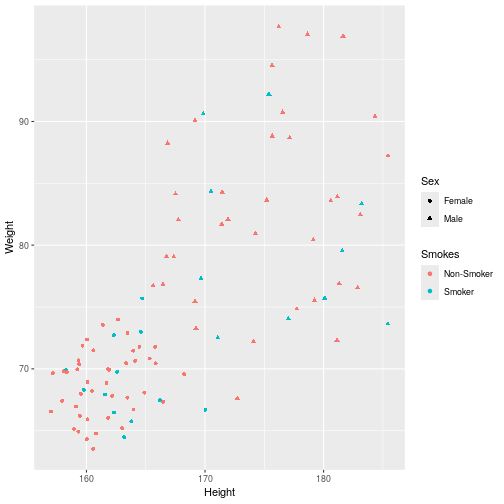 90
80
70
160
170
180
Height
Weight
Sex
Female
Male
Smokes
Non-Smoker
Smoker